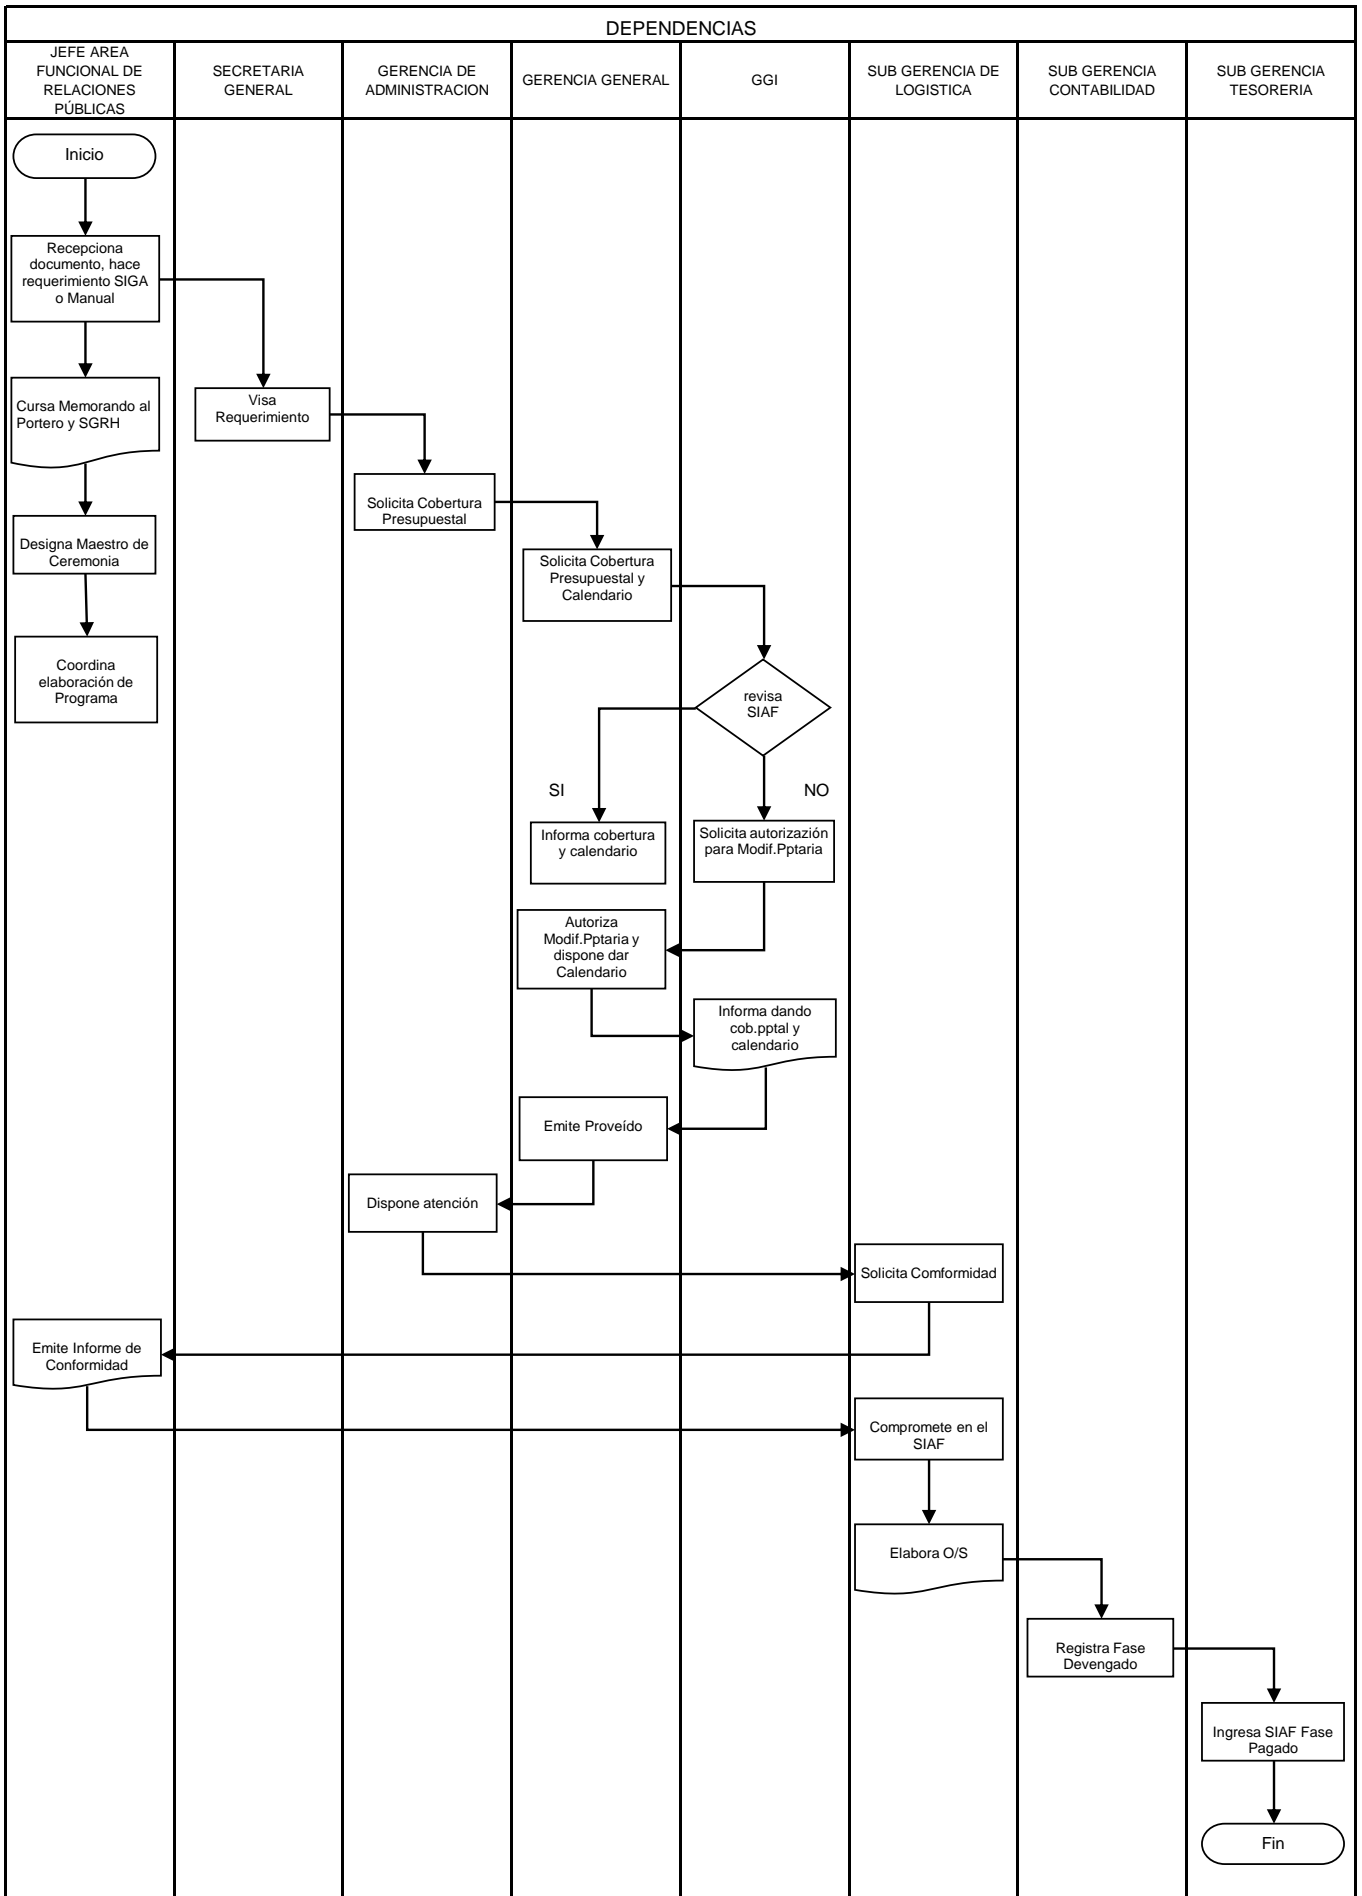 DEPENDENCIAS
JEFE AREA
FUNCIONAL DE
RELACIONES
PÚBLICAS
SECRETARIA
GENERAL
GERENCIA DE
ADMINISTRACION
GERENCIA GENERAL
GGI
SUB GERENCIA DE
LOGISTICA
SUB GERENCIA
CONTABILIDAD
SUB GERENCIA
TESORERIA
Inicio
Recepciona
documento, hace
requerimiento SIGA
o Manual
Cursa Memorando al
Portero y SGRH
Visa
Requerimiento
Solicita Cobertura
Presupuestal
Designa Maestro de
Ceremonia
Solicita Cobertura
Presupuestal y
Calendario
Coordina
elaboración de
Programa
revisa
SIAF
SI
NO
Informa cobertura
y calendario
Solicita autorización
para Modif.Pptaria
Autoriza
Modif.Pptaria y
dispone dar
Calendario
Informa dando
cob.pptal y
calendario
Emite Proveído
Dispone atención
Solicita Comformidad
Emite Informe de
Conformidad
Compromete en el
SIAF
Elabora O/S
Registra Fase
Devengado
Ingresa SIAF Fase
Pagado
Fin